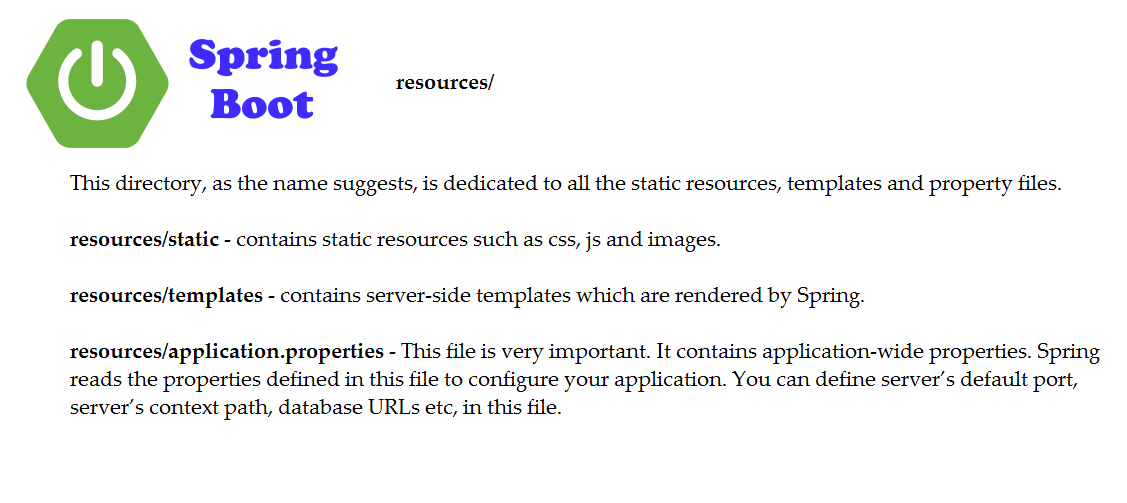 Spring
Boot
resources/
This directory, as the name suggests, is dedicated to all the static resources, templates and property files.
resources/static - contains static resources such as css, js and images.
resources/templates - contains server-side templates which are rendered by Spring.
resources/application.properties - This file is very important. It contains application-wide properties. Spring
reads the properties defined in this file to configure your application. You can define server’s default port,
server’s context path, database URLs etc, in this file.